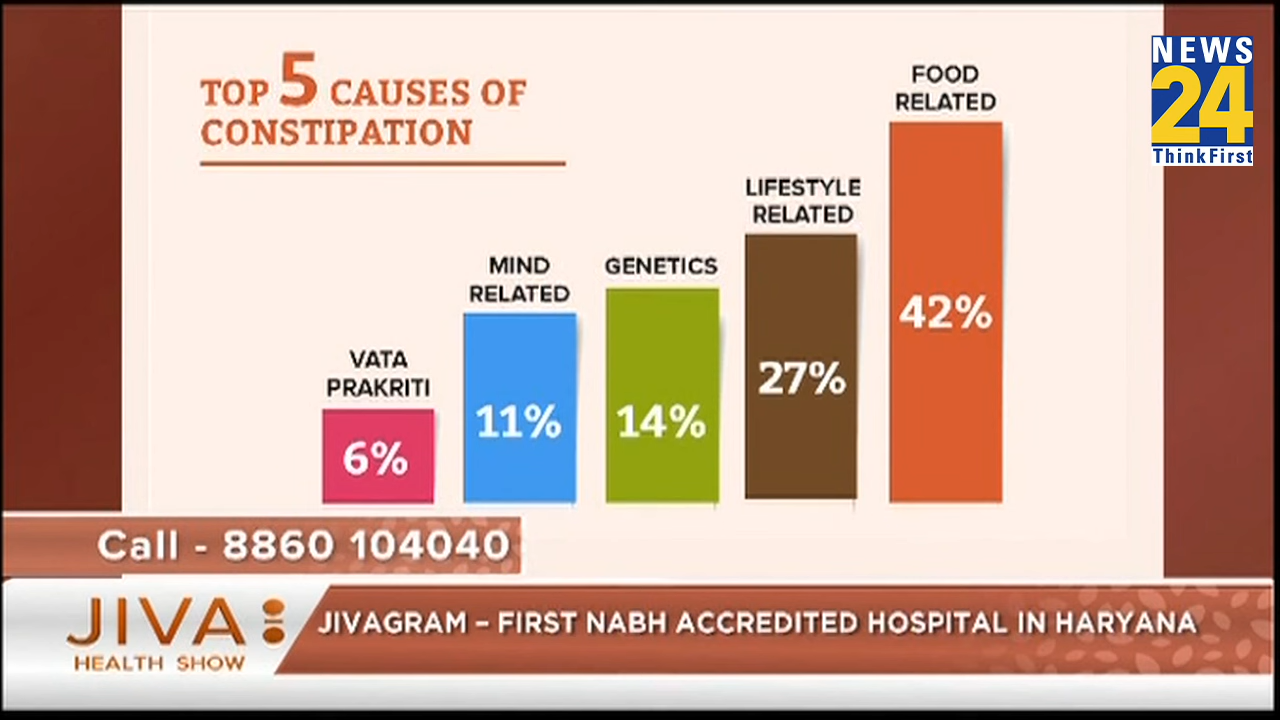 TOP 5 CAUSES OF
CONSTIPATION
NEWS
24
ThinkFirst
FOOD
RELATED
LIFESTYLE
RELATED
MIND
RELATED
GENETICS
VATA
PRAKRITI
6%
11%
14%
27%
42%
Call - 8860 104040
JIVA
HEALTH SHOW
JIVAGRAM – FIRST NABH ACCREDITED HOSPITAL IN HARYANA